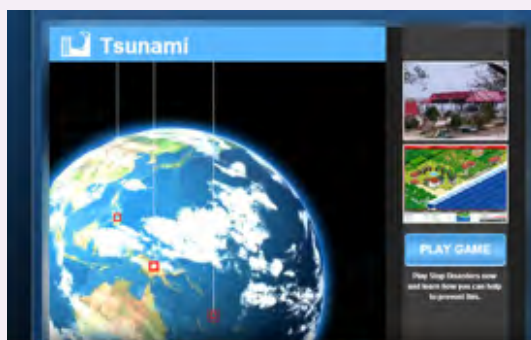 Tsunami
PLAY GAME
Play Stop Disasters now
and learn how you can help
to prevent this.